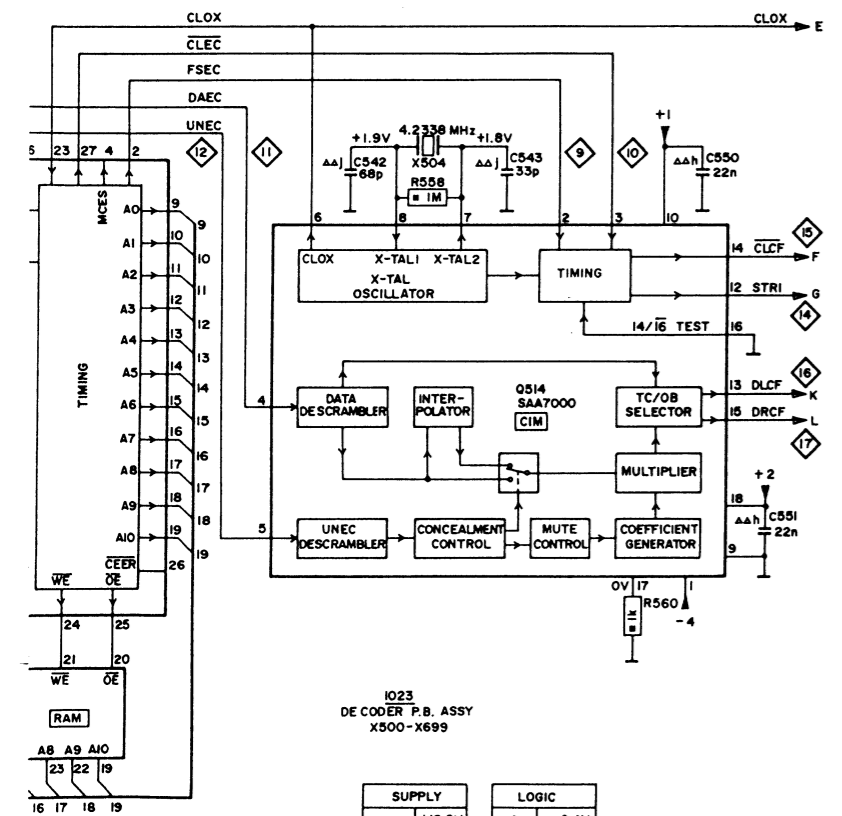 CLOX
CLOX
E
CLEC
FSEC
DAEC
UNEC
12
11
+1.9V
4.2338 MHz
+1.8V
X504
ΔΔj
C542
68p
ΔΔj
C543
33p
R558
1M
9
10
+1
ΔΔh
C550
22n
6
23
27
4
2
MCES
TIMING
A0
9
9
A1
10
10
A2
11
11
A3
12
12
A4
13
13
A5
14
14
A6
15
15
A7
16
16
A8
17
17
A9
18
18
A10
19
19
CEER
26
WE
OE
24
25
21
20
WE
OE
RAM
A8 A9 A10
23 22 19
16 17 18 19
6
8
7
2
3
10
CLOX
X-TAL1
X-TAL2
X-TAL
OSCILLATOR
TIMING
15
14
CLCF
F
12
STR1
G
14
14/16 TEST
16
16
13
DLCF
K
15
DRCF
L
17
4
DATA
DESCRAMBLER
INTER-
POLATOR
Q514
SAA7000
CIM
TC/OB
SELECTOR
MULTIPLIER
5
UNEC
DESCRAMBLER
CONCEALMENT
CONTROL
MUTE
CONTROL
COEFFICIENT
GENERATOR
18
+2
ΔΔh
C551
22n
9
0V
17
1
R560
1k
-4
1023
DECODER P.B. ASSY
X500-X699
SUPPLY
LOGIC